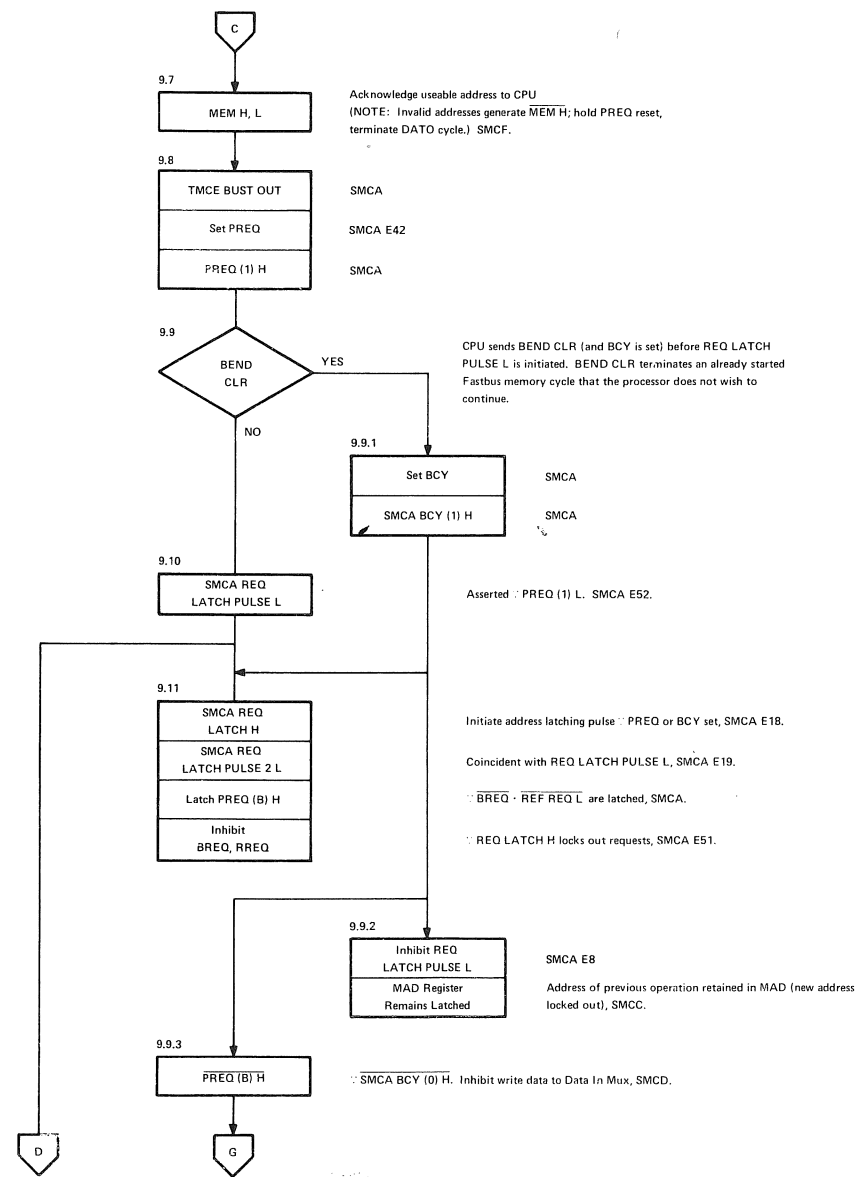 C
9.7
MEM H, L
Acknowledge useable address to CPU
(NOTE: Invalid addresses generate MEM H; hold PREQ reset,
terminate DATO cycle.) SMCF.
9.8
TMCE BUST OUT
SMCA
Set PREQ
SMCA E42
PREQ (1) H
SMCA
9.9
BEND
CLR
YES
NO
CPU sends BEND CLR (and BCY is set) before REQ LATCH
PULSE L is initiated. BEND CLR terminates an already started
Fastbus memory cycle that the processor does not wish to
continue.
9.9.1
Set BCY
SMCA
SMCA BCY (1) H
SMCA
9.10
SMCA REQ
LATCH PULSE L
Asserted ∵ PREQ (1) L. SMCA E52.
9.11
SMCA REQ
LATCH H
Initiate address latching pulse ∵ PREQ or BCY set, SMCA E18.
SMCA REQ
LATCH PULSE 2 L
Coincident with REQ LATCH PULSE L, SMCA E19.
Latch PREQ (B) H
∵ BREQ · REF REQ L are latched, SMCA.
Inhibit
BREQ, RREQ
∵ REQ LATCH H locks out requests, SMCA E51.
9.9.2
Inhibit REQ
LATCH PULSE L
SMCA E8
MAD Register
Remains Latched
Address of previous operation retained in MAD (new address
locked out), SMCC.
9.9.3
PREQ (B) H
∵ SMCA BCY (0) H. Inhibit write data to Data In Mux, SMCD.
D
G